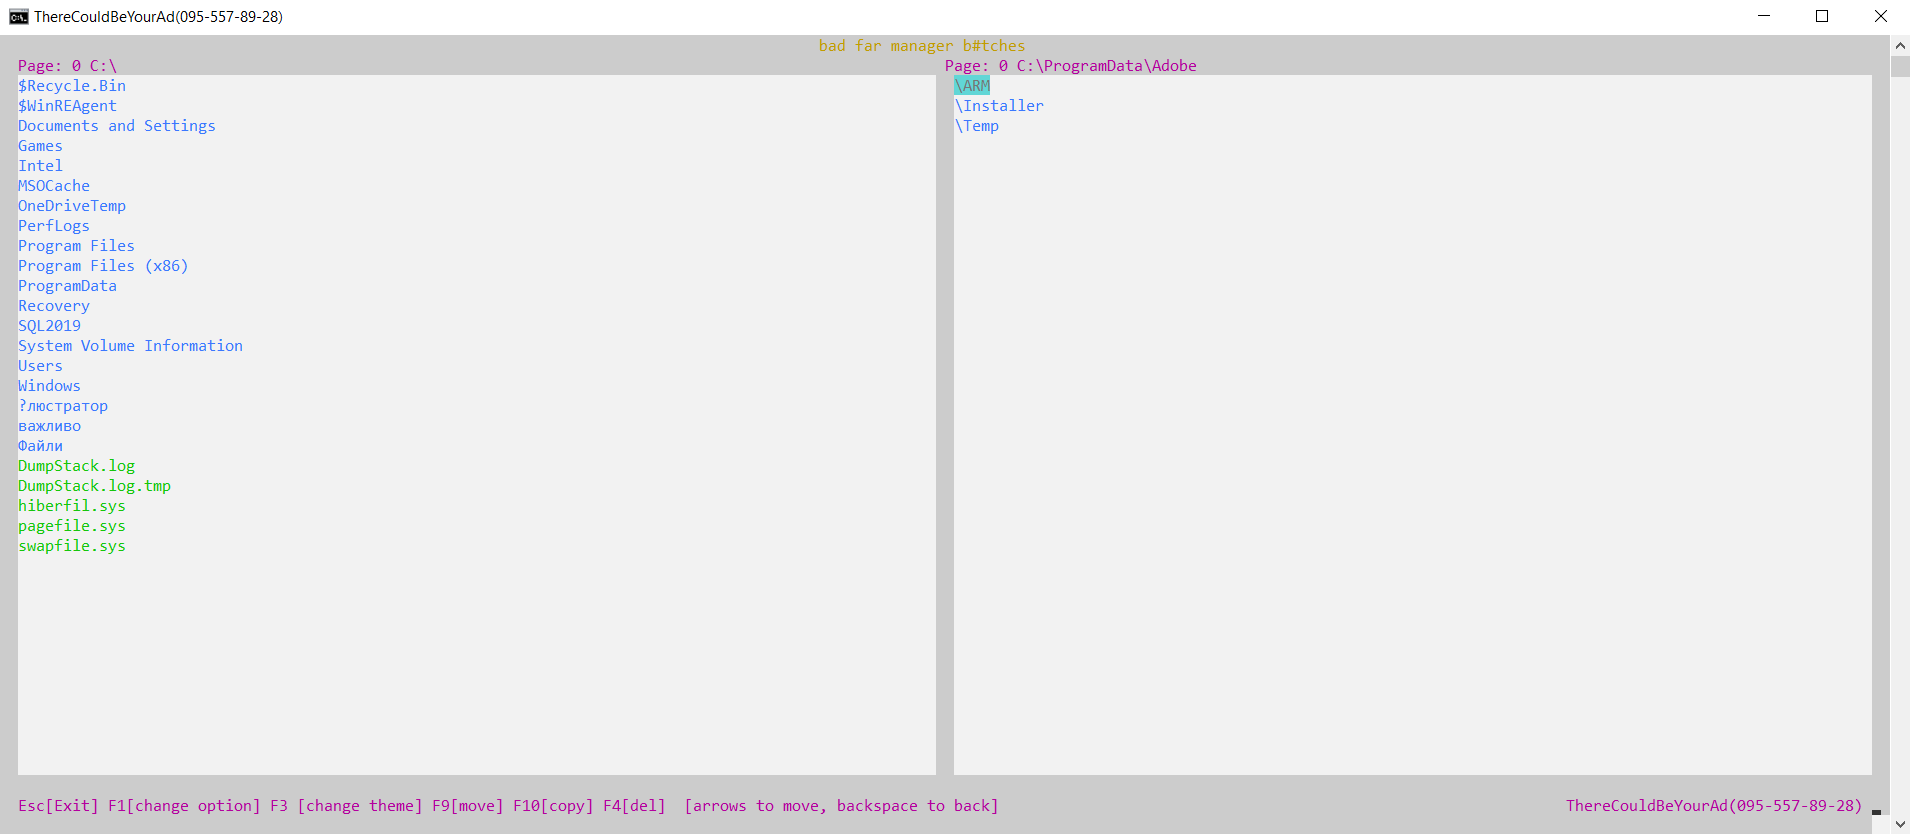 ThereCouldBeYourAd(095-557-89-28)
bad far manager b#tches
Page: 0 C:\
$Recycle.Bin
$WinREAgent
Documents and Settings
Games
Intel
MSOCache
OneDriveTemp
PerfLogs
Program Files
Program Files (x86)
ProgramData
Recovery
SQL2019
System Volume Information
Users
Windows
?люстратор
важливо
Файли
DumpStack.log
DumpStack.log.tmp
hiberfil.sys
pagefile.sys
swapfile.sys
Page: 0 C:\ProgramData\Adobe
\ARM
\Installer
\Temp
Esc[Exit] F1[change option] F3 [change theme] F9[move] F10[copy] F4[del]  [arrows to move, backspace to back]
ThereCouldBeYourAd(095-557-89-28)